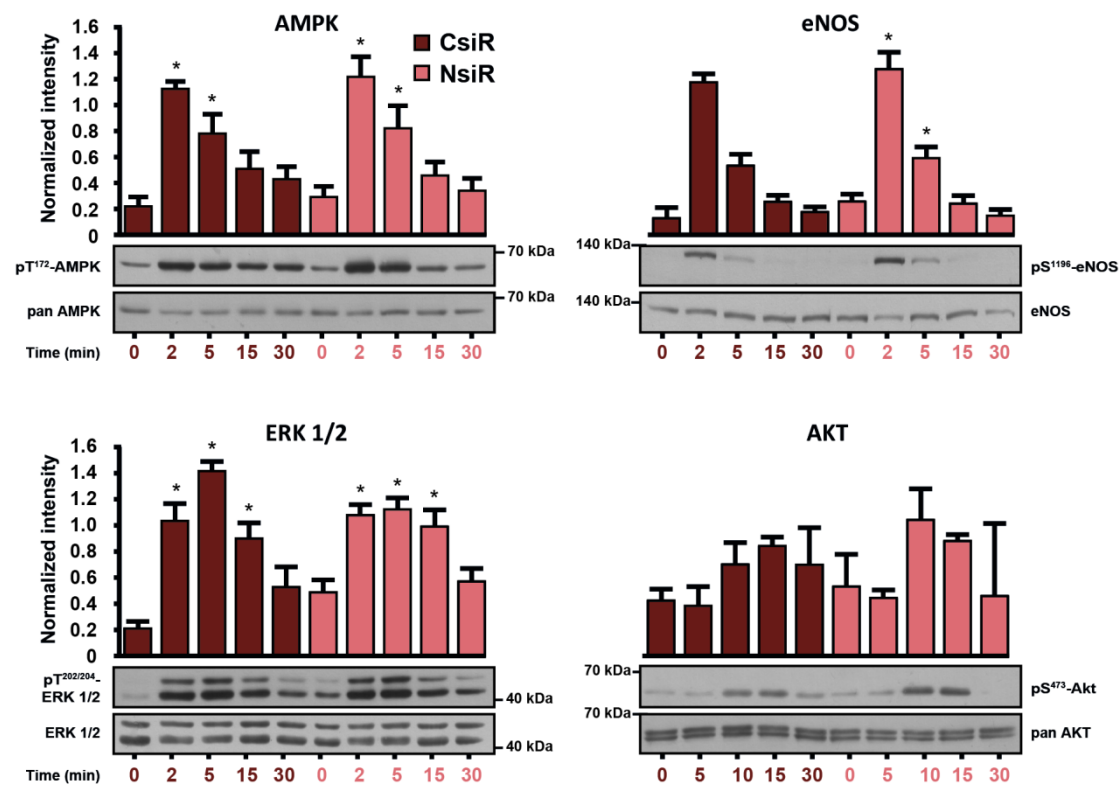 AMPK
CsiR
NsiR
Normalized intensity
1.6
1.4
1.2
1
0.8
0.6
0.4
0.2
0
* * * *
pT¹⁷²-AMPK
70 kDa
pan AMPK
70 kDa
Time (min) 0 2 5 15 30 0 2 5 15 30
eNOS
* *
140 kDa
pS¹¹⁹⁶-eNOS
140 kDa
eNOS
0 2 5 15 30 0 2 5 15 30
ERK 1/2
Normalized intensity
1.6
1.4
1.2
1.0
0.8
0.6
0.4
0.2
0
* * * * * *
pT²⁰²/²⁰⁴-
ERK 1/2
40 kDa
ERK 1/2
40 kDa
Time (min) 0 2 5 15 30 0 2 5 15 30
AKT
70 kDa
pS⁴⁷³-Akt
70 kDa
pan AKT
0 5 10 15 30 0 5 10 15 30